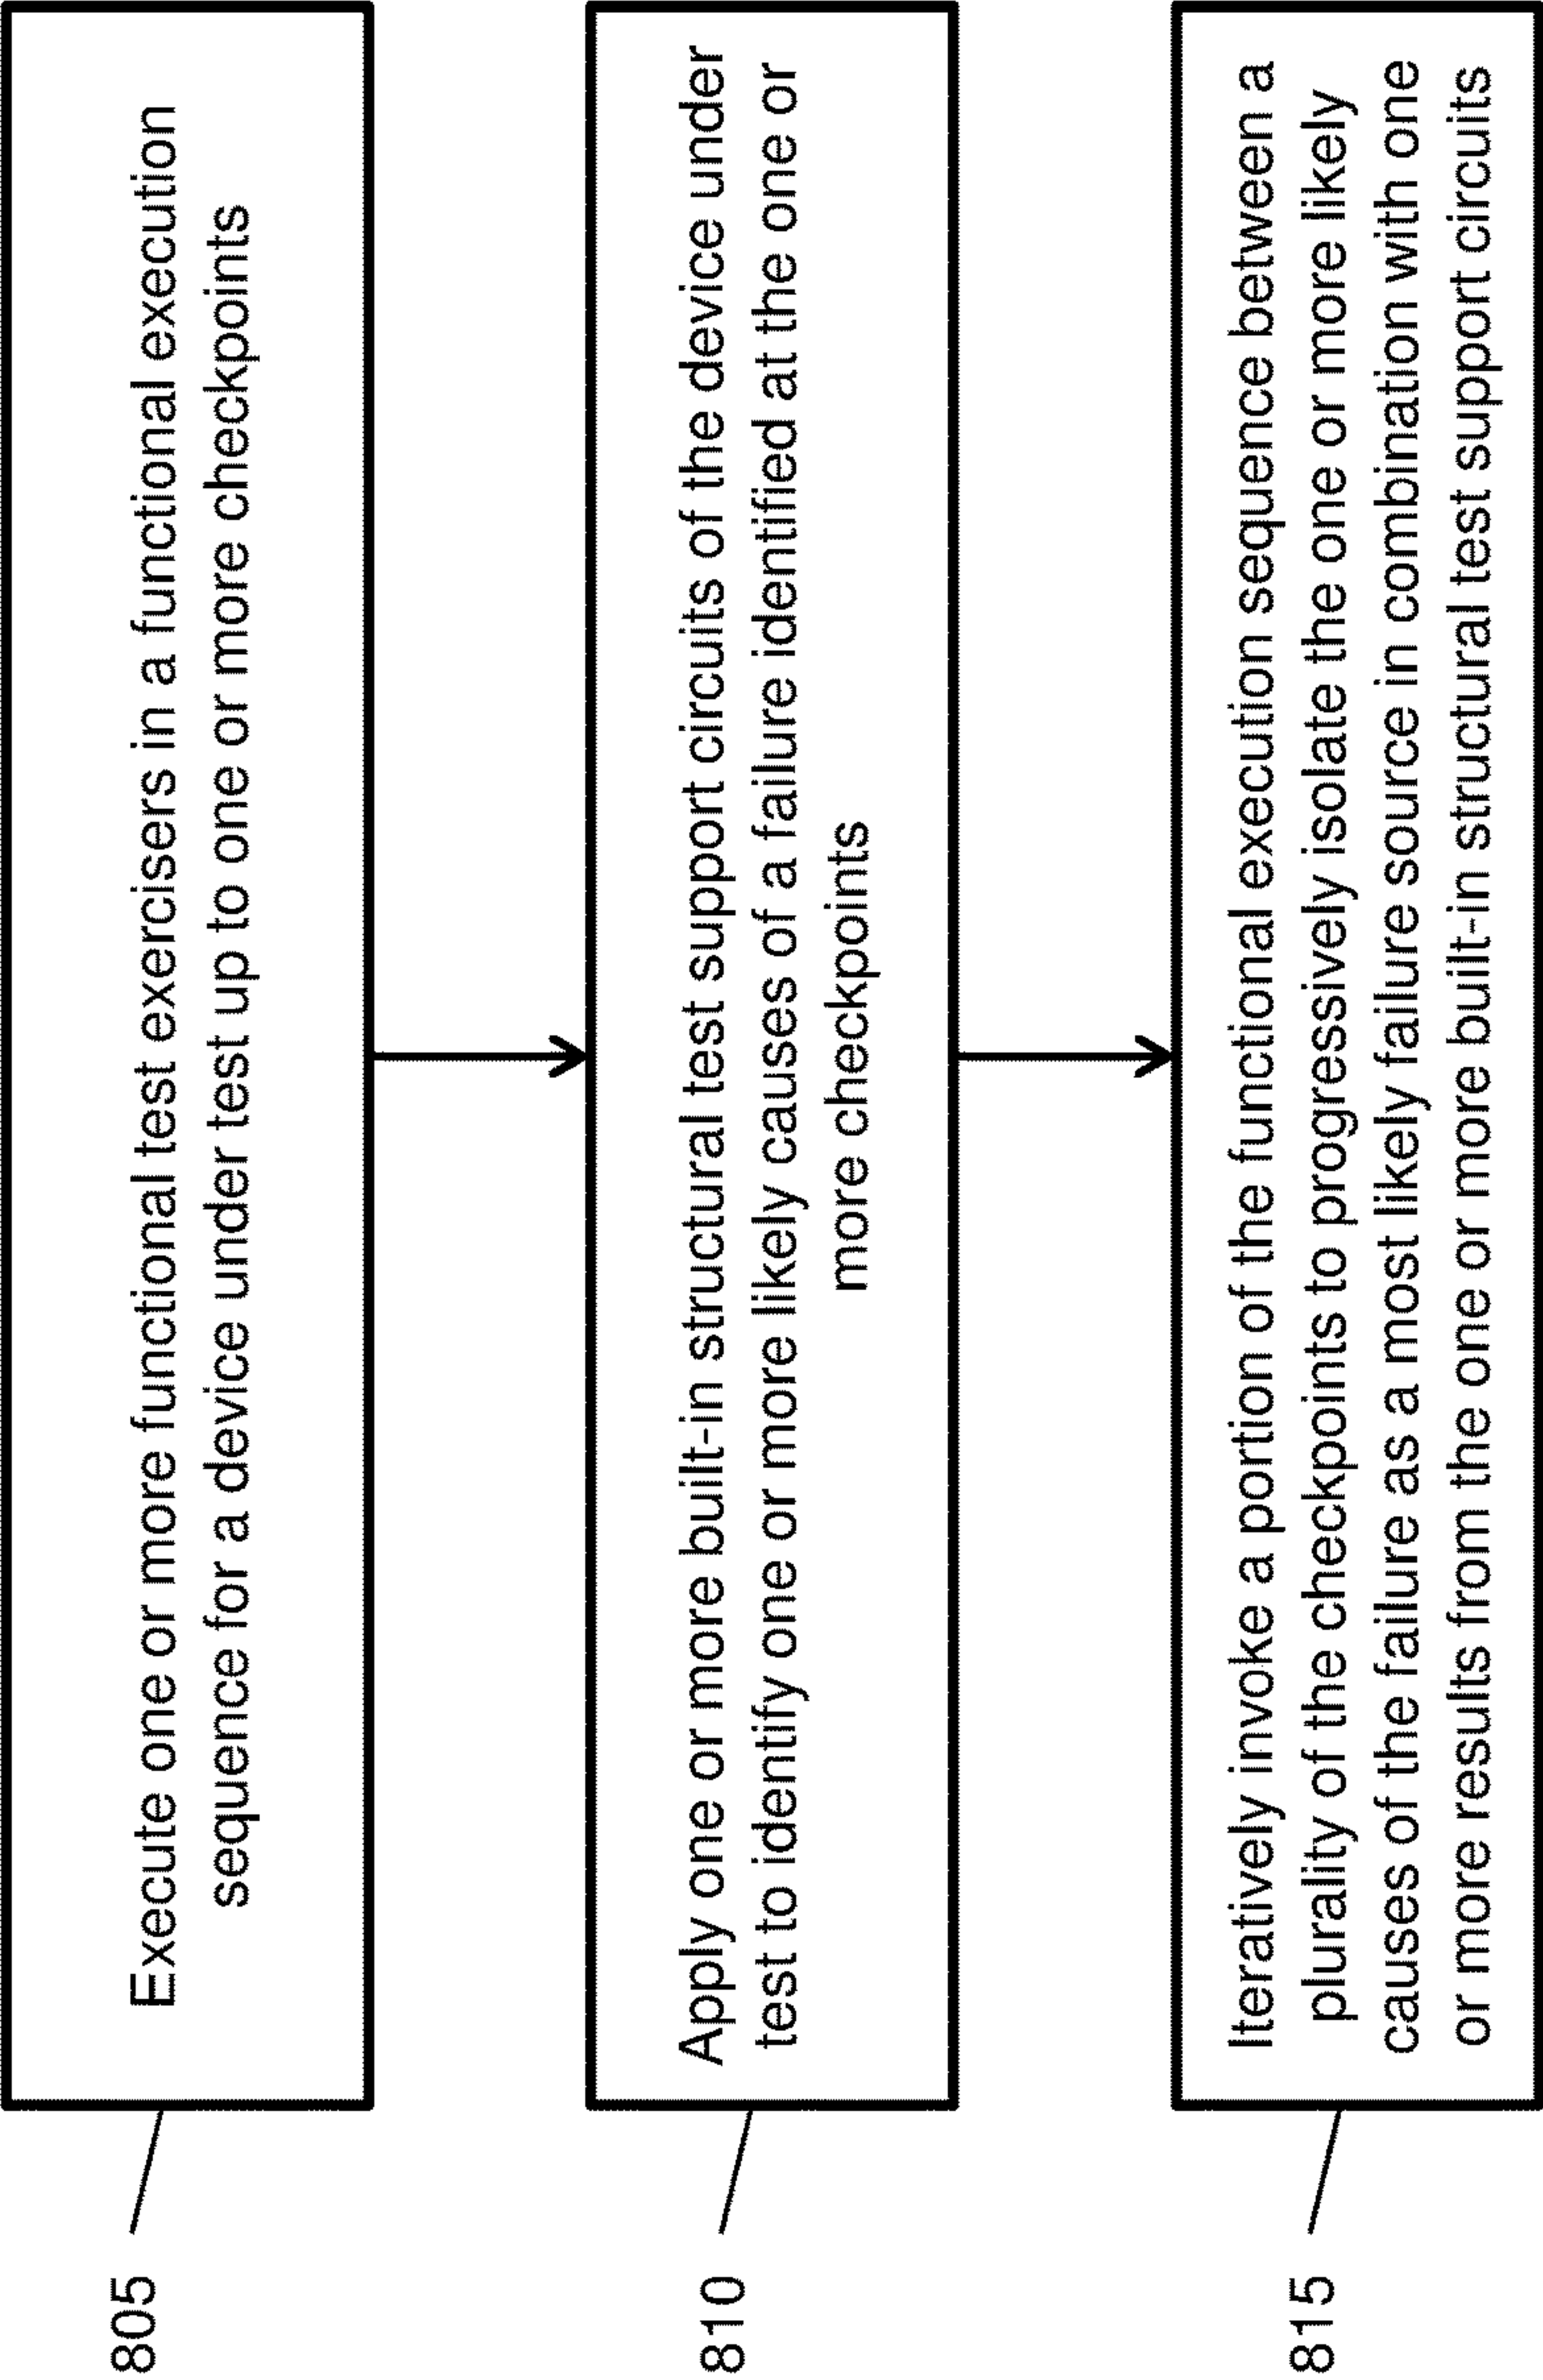 805
Execute one or more functional test exercisers in a functional execution
sequence for a device under test up to one or more checkpoints
810
Apply one or more built-in structural test support circuits of the device under
test to identify one or more likely causes of a failure identified at the one or
more checkpoints
815
Iteratively invoke a portion of the functional execution sequence between a
plurality of the checkpoints to progressively isolate the one or more likely
causes of the failure as a most likely failure source in combination with one
or more results from the one or more built-in structural test support circuits